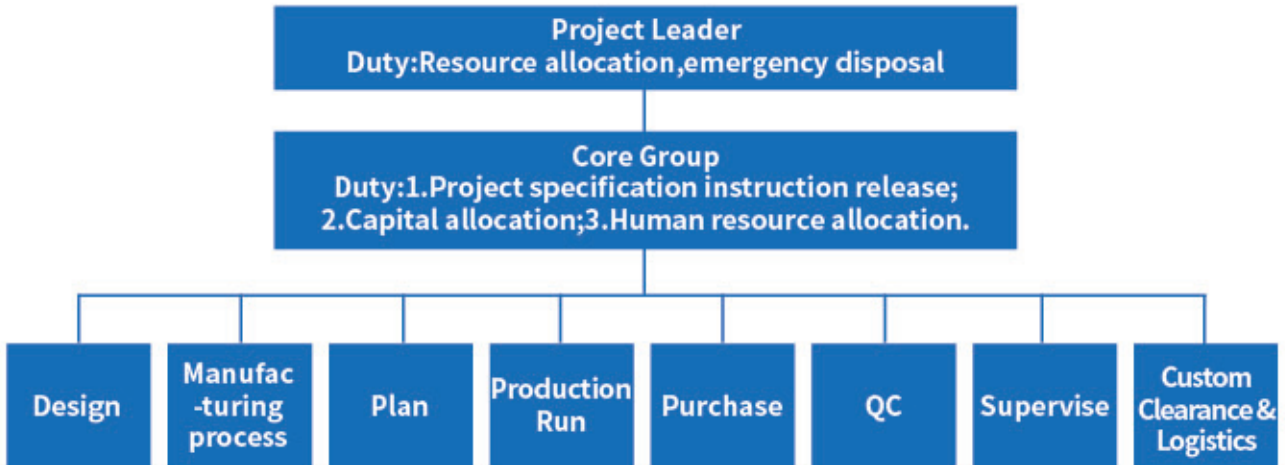 Project Leader
Duty:Resource allocation,emergency disposal
Core Group
Duty:1.Project specification instruction release;
2.Capital allocation;3.Human resource allocation.
Design
Manufac
-turing
process
Plan
Production
Run
Purchase
QC
Supervise
Custom
Clearance &
Logistics